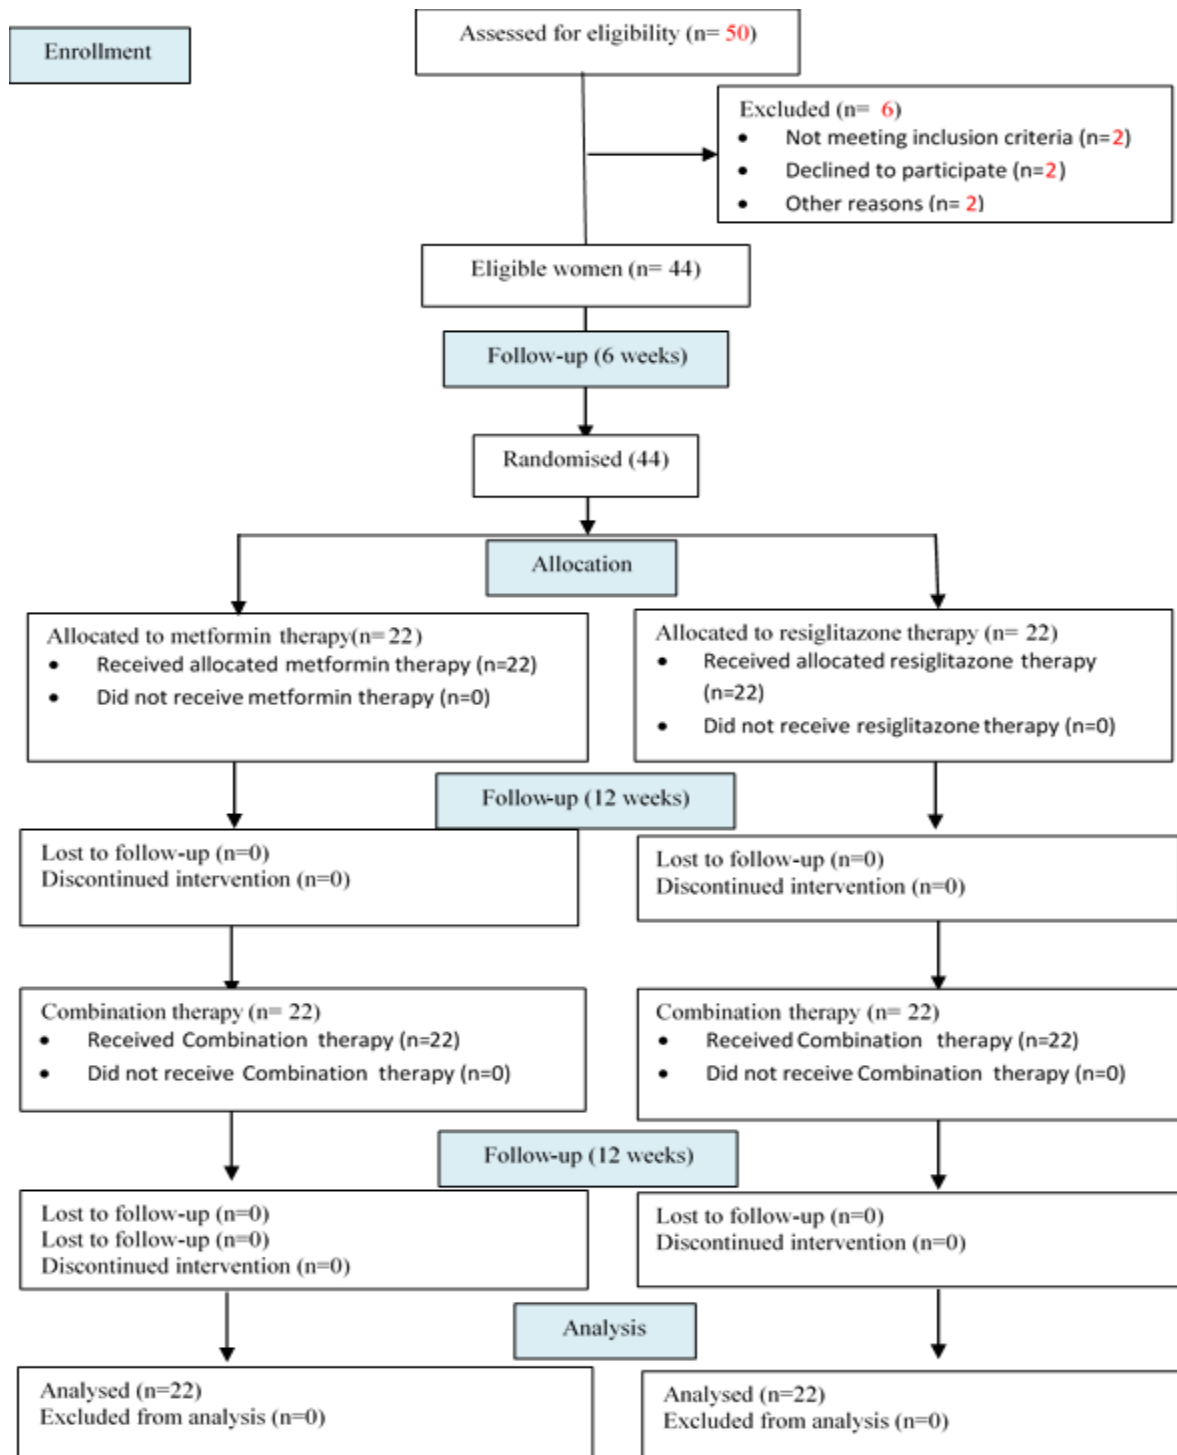 Enrollment
Assessed for eligibility (n= 50)
Excluded (n= 6)
• Not meeting inclusion criteria (n=2)
• Declined to participate (n=2)
• Other reasons (n= 2)
Eligible women (n= 44)
Follow-up (6 weeks)
Randomised (44)
Allocation
Allocated to metformin therapy(n= 22)
• Received allocated metformin therapy (n=22)
• Did not receive metformin therapy (n=0)
Allocated to resiglitazone therapy (n= 22)
• Received allocated resiglitazone therapy
(n=22)
• Did not receive resiglitazone therapy (n=0)
Follow-up (12 weeks)
Lost to follow-up (n=0)
Discontinued intervention (n=0)
Lost to follow-up (n=0)
Discontinued intervention (n=0)
Combination therapy (n= 22)
• Received Combination therapy (n=22)
• Did not receive Combination therapy (n=0)
Combination therapy (n= 22)
• Received Combination therapy (n=22)
• Did not receive Combination therapy (n=0)
Follow-up (12 weeks)
Lost to follow-up (n=0)
Lost to follow-up (n=0)
Discontinued intervention (n=0)
Lost to follow-up (n=0)
Discontinued intervention (n=0)
Analysis
Analysed (n=22)
Excluded from analysis (n=0)
Analysed (n=22)
Excluded from analysis (n=0)